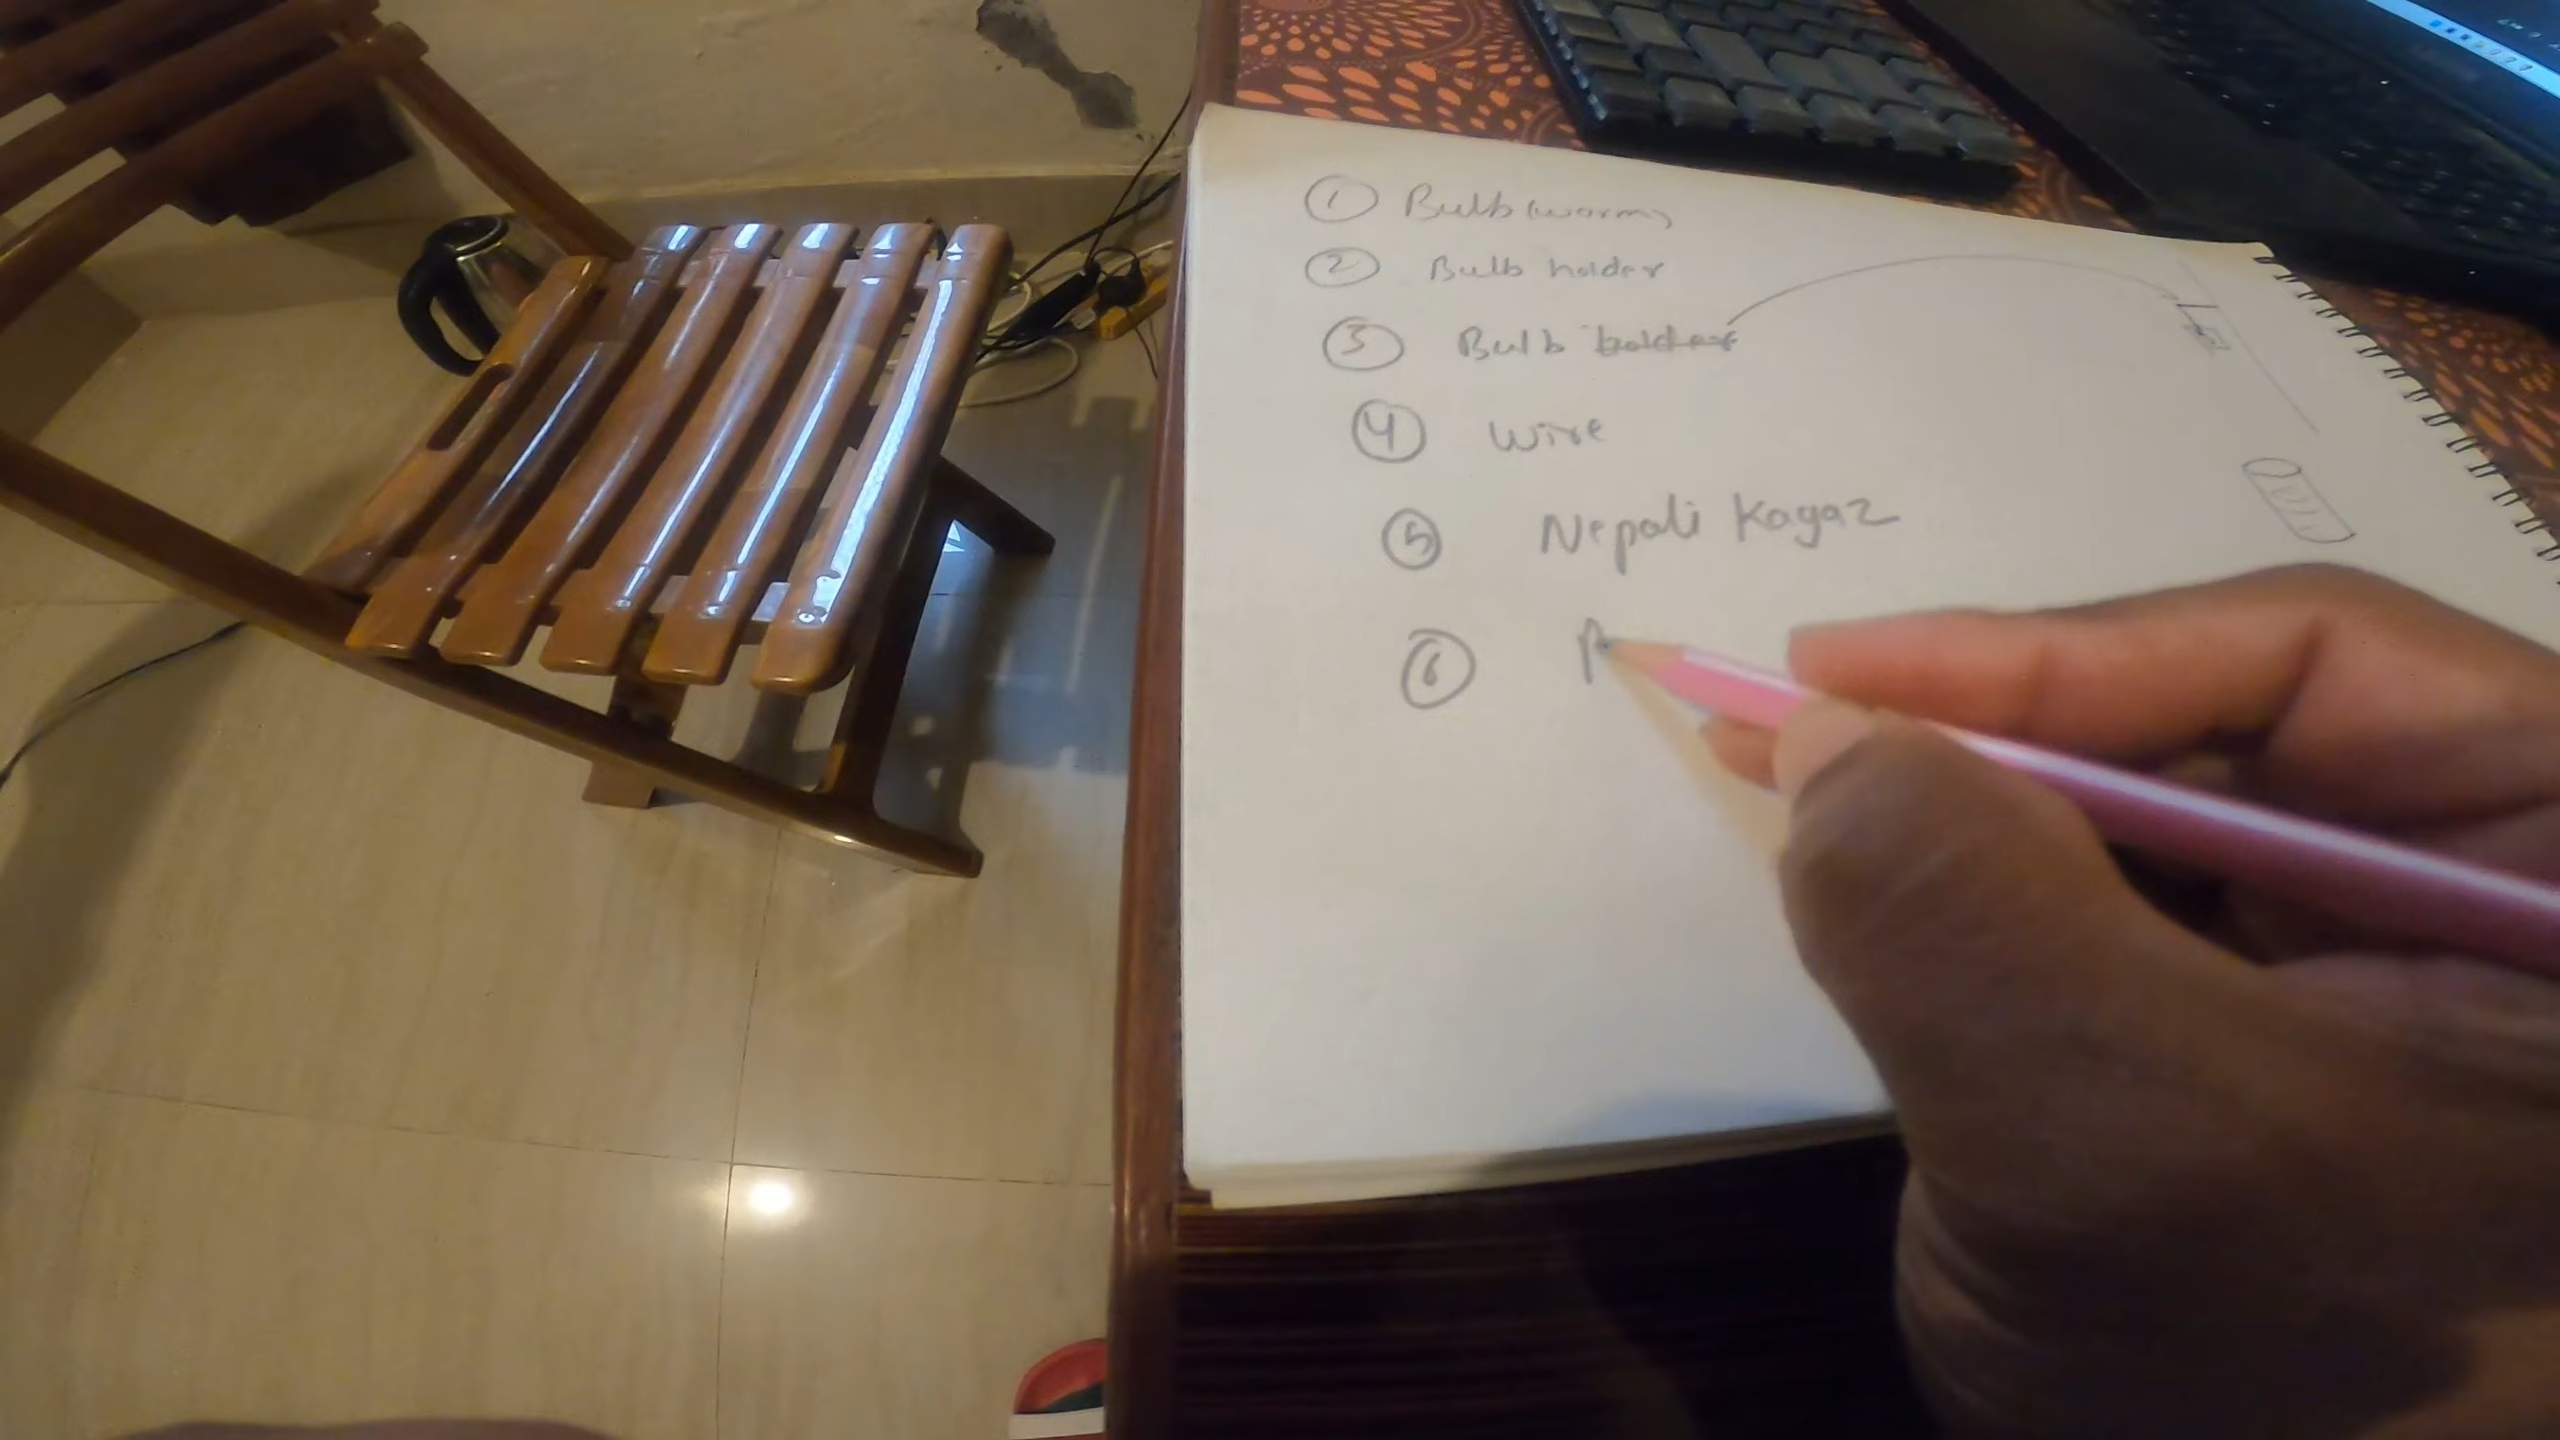 ① Bulb (warm)
② Bulb holder
③ Bulb holder
④ Wire
⑤ Nepali Kagaz
⑥